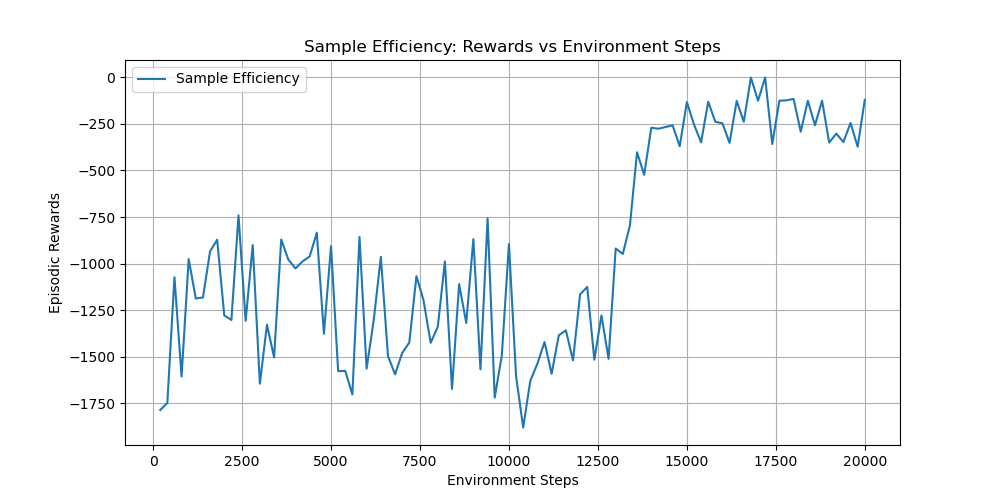 Sample Efficiency: Rewards vs Environment Steps
Sample Efficiency
Episodic Rewards
0
−250
−500
−750
−1000
−1250
−1500
−1750
0 2500 5000 7500 10000 12500 15000 17500 20000
Environment Steps